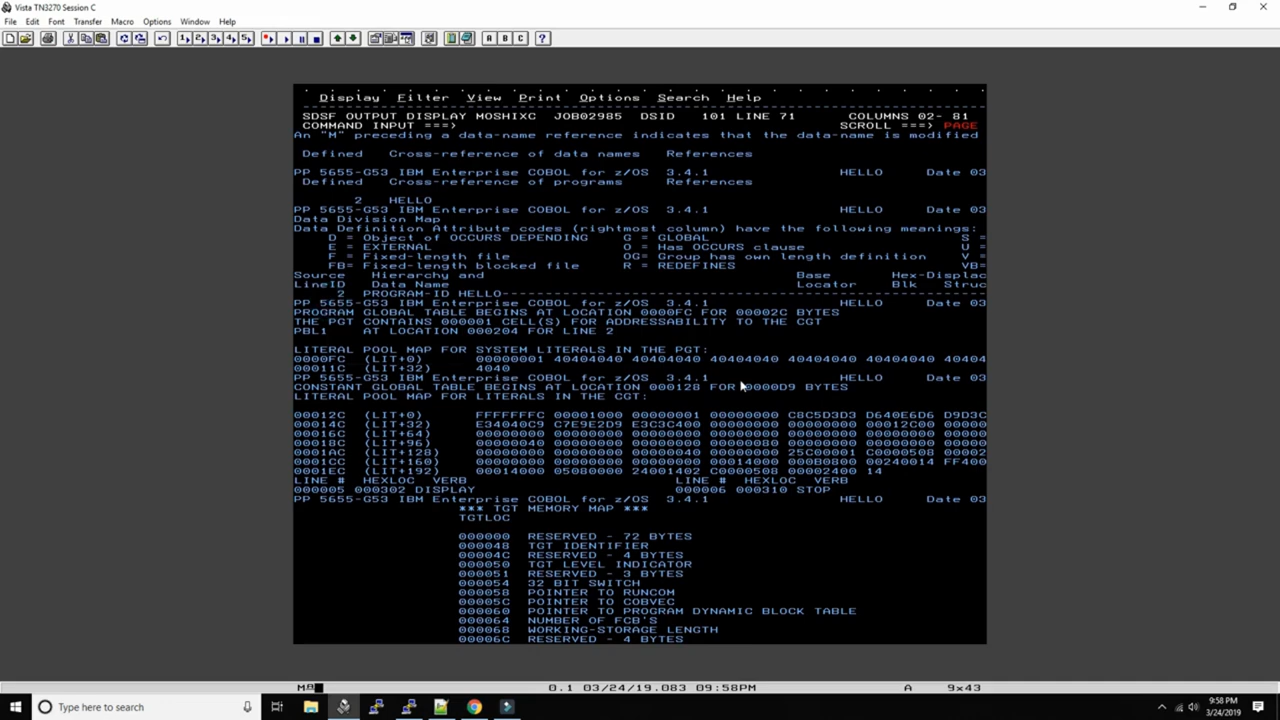 Vista TN3270 Session C
File Edit Font Transfer Macro Options Window Help
1 2 3 4 5 A B C ?
Display Filter View Print Options Search Help
SDSF OUTPUT DISPLAY MOSHIXC JOB02985 DSID 101 LINE 71 COLUMNS 02- 81
COMMAND INPUT ===> SCROLL ===> PAGE
An "M" preceding a data-name reference indicates that the data-name is modified
Defined Cross-reference of data names References
PP 5655-G53 IBM Enterprise COBOL for z/OS 3.4.1 HELLO Date 03
Defined Cross-reference of programs References
2 HELLO
PP 5655-G53 IBM Enterprise COBOL for z/OS 3.4.1 HELLO Date 03
Data Division Map
Data Definition Attribute codes (rightmost column) have the following meanings:
D = Object of OCCURS DEPENDING G = GLOBAL S =
E = EXTERNAL O = Has OCCURS clause U =
F = Fixed-length file OG= Group has own length definition V =
FB= Fixed-length blocked file R = REDEFINES VB=
Source Hierarchy and Base Hex-Displac
LineID Data Name Locator Blk Struc
2 PROGRAM-ID HELLO----------------------------------------------------------
PP 5655-G53 IBM Enterprise COBOL for z/OS 3.4.1 HELLO Date 03
PROGRAM GLOBAL TABLE BEGINS AT LOCATION 0000FC FOR 00002C BYTES
THE PGT CONTAINS 000001 CELL(S) FOR ADDRESSABILITY TO THE CGT
PBL1 AT LOCATION 000204 FOR LINE 2
LITERAL POOL MAP FOR SYSTEM LITERALS IN THE PGT:
0000FC (LIT+0) 00000001 40404040 40404040 40404040 40404040 40404040 40404
00011C (LIT+32) 4040
PP 5655-G53 IBM Enterprise COBOL for z/OS 3.4.1 HELLO Date 03
CONSTANT GLOBAL TABLE BEGINS AT LOCATION 000128 FOR 0000D9 BYTES
LITERAL POOL MAP FOR LITERALS IN THE CGT:
00012C (LIT+0) FFFFFFFC 00001000 00000001 00000000 C8C5D3D3 D640E6D6 D9D3C
00014C (LIT+32) E34040C9 C7E9E2D9 E3C3C400 00000000 00000000 00012C00 00000
00016C (LIT+64) 00000000 00000000 00000000 00000000 00000000 00000000 00000
00018C (LIT+96) 00000040 00000000 00000000 00000080 00000000 00000000 00000
0001AC (LIT+128) 00000000 00000000 00000040 00000000 25C00001 C0000508 00002
0001CC (LIT+160) 00000000 00000000 00000000 00014000 000B0800 00240014 FF400
0001EC (LIT+192) 00014000 05080000 24001402 C0000508 00002400 14
LINE # HEXLOC VERB LINE # HEXLOC VERB
000005 000302 DISPLAY 000006 000310 STOP
PP 5655-G53 IBM Enterprise COBOL for z/OS 3.4.1 HELLO Date 03
*** TGT MEMORY MAP ***
TGTLOC
000000 RESERVED - 72 BYTES
000048 TGT IDENTIFIER
00004C RESERVED - 4 BYTES
000050 TGT LEVEL INDICATOR
000051 RESERVED - 3 BYTES
000054 32 BIT SWITCH
000058 POINTER TO RUNCOM
00005C POINTER TO COBVEC
000060 POINTER TO PROGRAM DYNAMIC BLOCK TABLE
000064 NUMBER OF FCB'S
000068 WORKING-STORAGE LENGTH
00006C RESERVED - 4 BYTES
0.1 03/24/19.083 09:58PM A 9x43
Type here to search
9:58 PM
3/24/2019